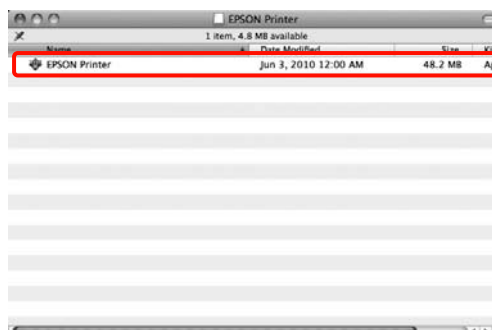 EPSON Printer
1 item, 4.8 MB available
Name Date Modified Size
EPSON Printer Jun 3, 2010 12:00 AM 48.2 MB